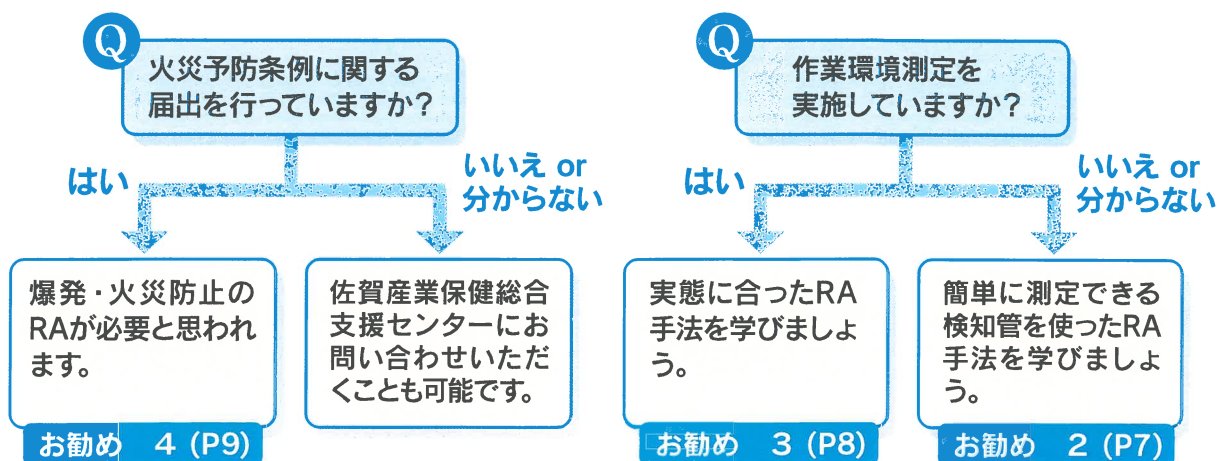 Q
火災予防条例に関する
届出を行っていますか?
はい
いいえ or
分からない
爆発・火災防止の
RAが必要と思われ
ます。
お勧め 4 (P9)
佐賀産業保健総合
支援センターにお
問い合わせいただ
くことも可能です。
Q
作業環境測定を
実施していますか?
はい
いいえ or
分からない
実態に合ったRA
手法を学びましょ
う。
お勧め 3 (P8)
簡単に測定できる
検知管を使ったRA
手法を学びましょ
う。
お勧め 2 (P7)